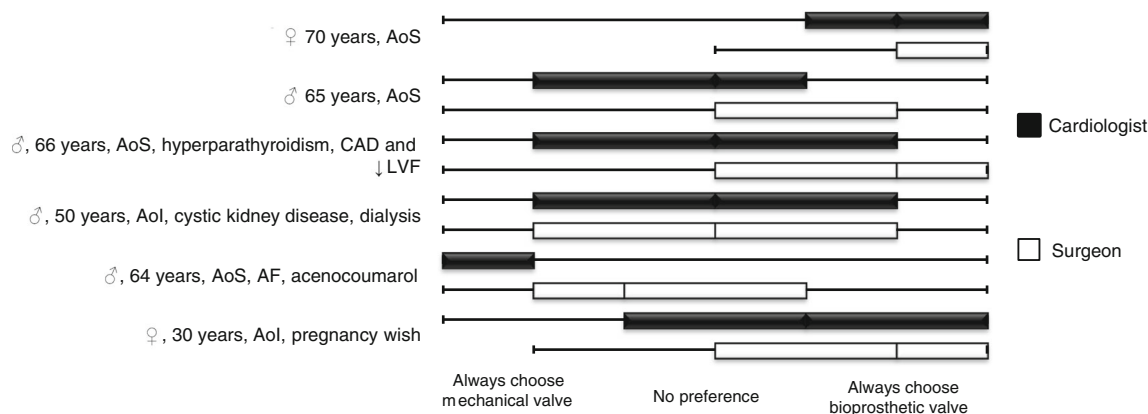 ♀ 70 years, AoS
♂ 65 years, AoS
♂, 66 years, AoS, hyperparathyroidism, CAD and
↓LVF
♂, 50 years, AoI, cystic kidney disease, dialysis
♂, 64 years, AoS, AF, acenocoumarol
♀, 30 years, AoI, pregnancy wish
Cardiologist
Surgeon
Always choose
mechanical valve
No preference
Always choose
bioprosthetic valve